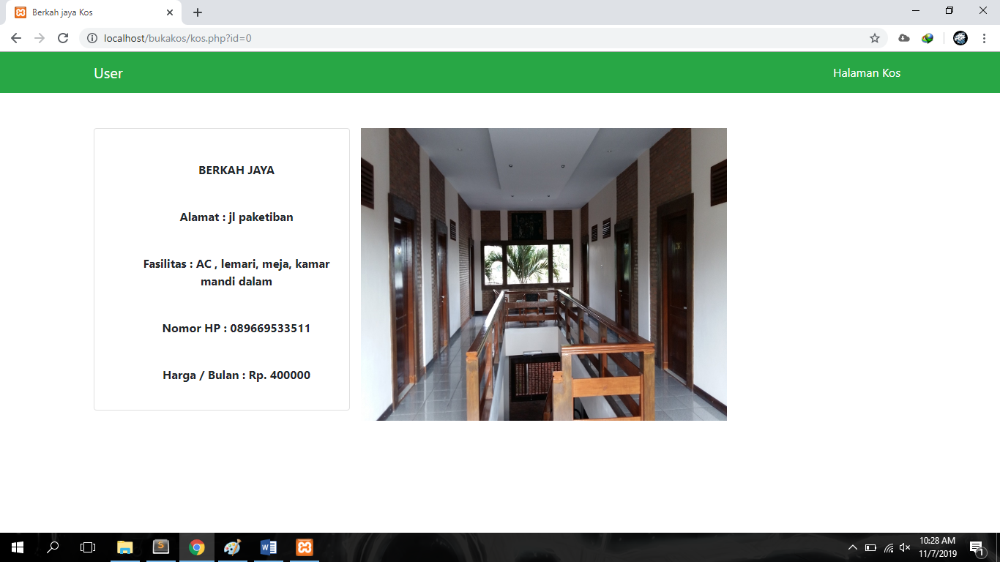 Berkah jaya Kos
localhost/bukakos/kos.php?id=0
User
Halaman Kos
BERKAH JAYA
Alamat : jl paketiban
Fasilitas : AC , lemari, meja, kamar
mandi dalam
Nomor HP : 089669533511
Harga / Bulan : Rp. 400000
10:28 AM
11/7/2019
1